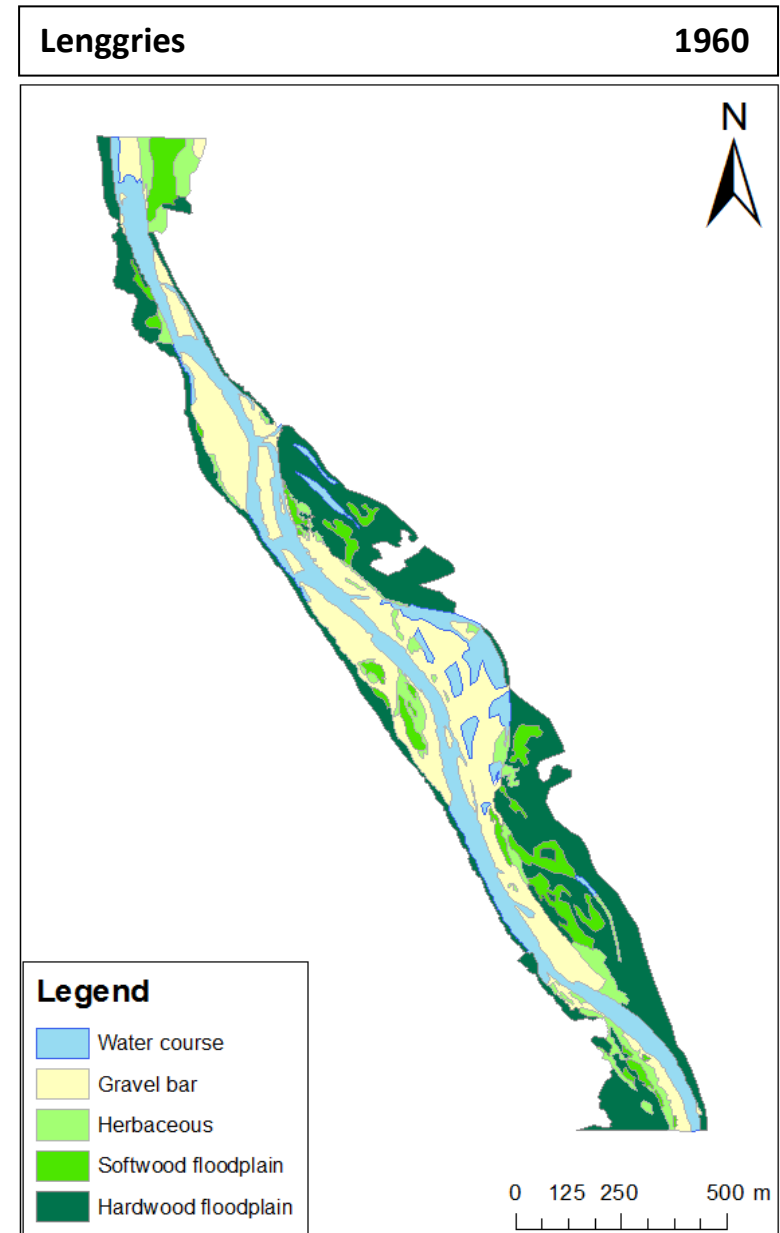 Lenggries 1960
N
Legend
Water course
Gravel bar
Herbaceous
Softwood floodplain
Hardwood floodplain
0 125 250 500 m